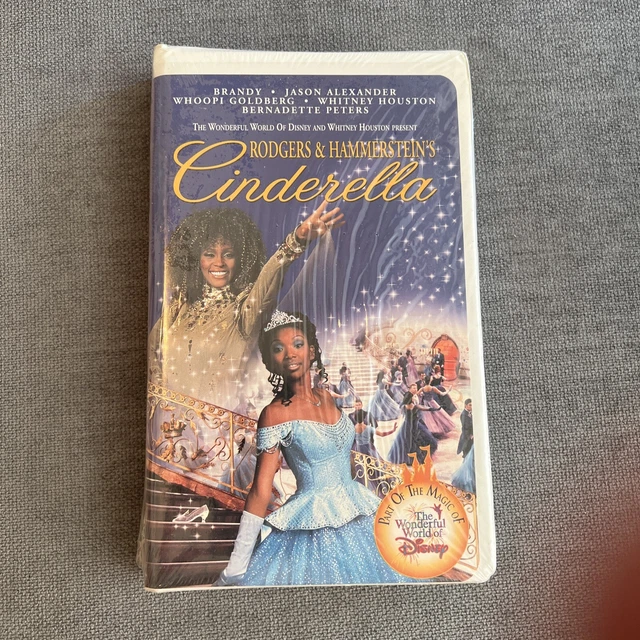 BRANDY • JASON ALEXANDER
WHOOPI GOLDBERG • WHITNEY HOUSTON
BERNADETTE PETERS
THE WONDERFUL WORLD OF DISNEY AND WHITNEY HOUSTON PRESENT
RODGERS & HAMMERSTEIN'S
Cinderella
PART OF THE MAGIC OF
The
Wonderful
World of
Disney